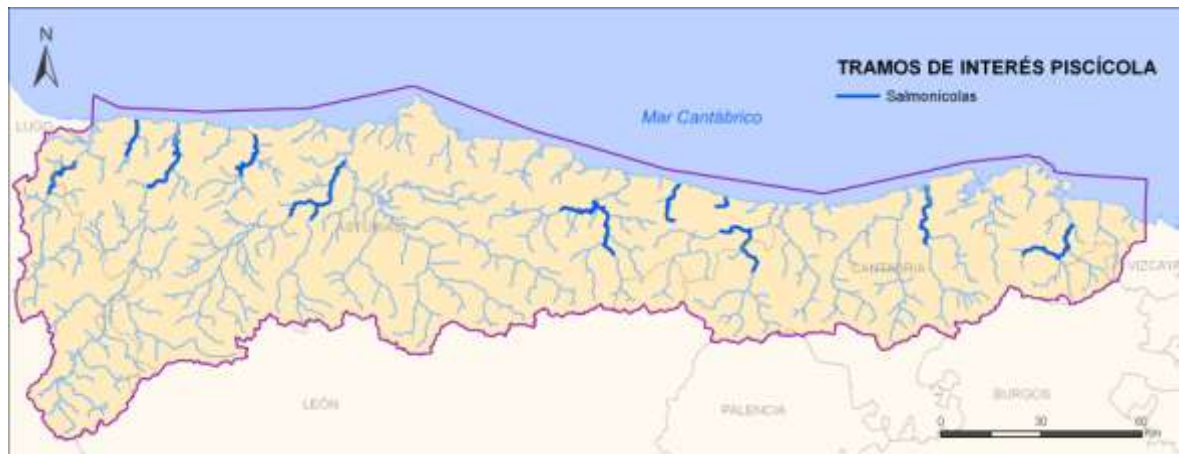 N
TRAMOS DE INTERÉS PISCÍCOLA
Salmonícolas
Mar Cantábrico
LUGO
ASTURIAS
CANTABRIA
VIZCAYA
LEÓN
PALENCIA
BURGOS
0 30 60
Km